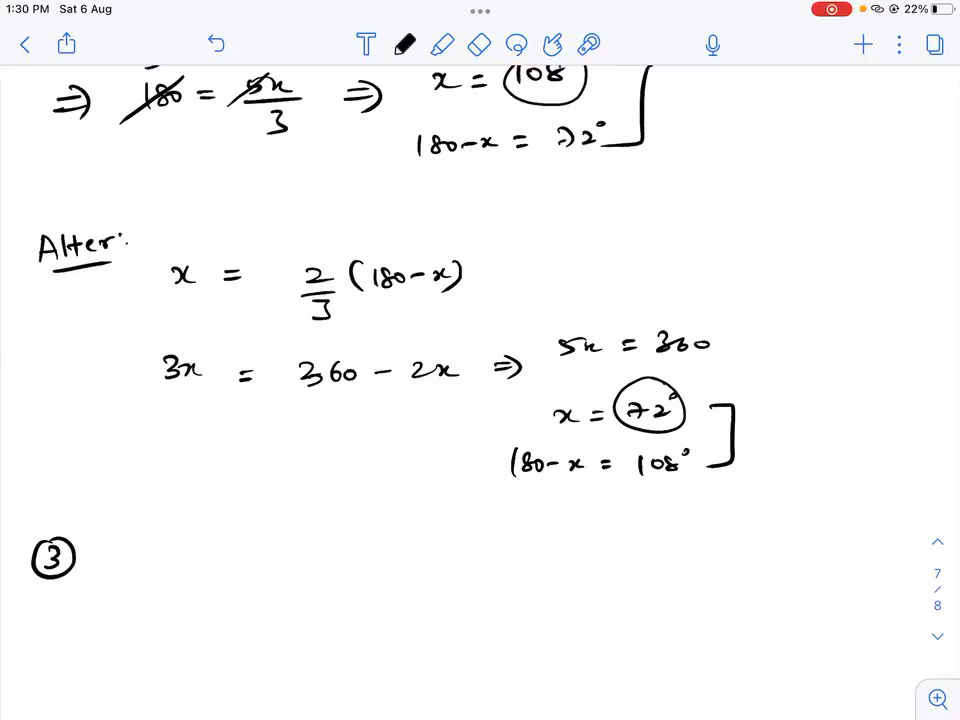 1:30 PM Sat 6 Aug
22%
⇒ 180 = 5x/3 ⇒ x = 108
180-x = 72°
Alter:
x = 2/3 (180-x)
3x = 360 - 2x ⇒ 5x = 360
x = 72°
180-x = 108°
3
7
/
8